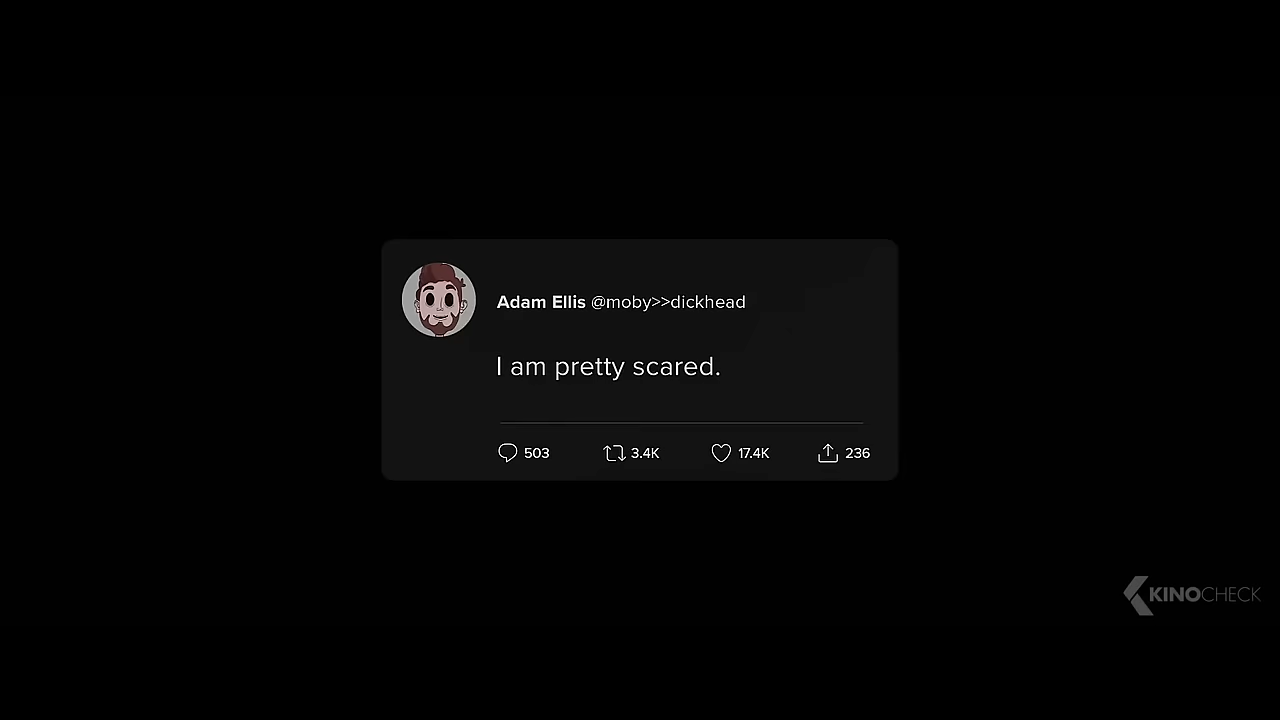 Adam Ellis @moby>>dickhead
I am pretty scared.
503 3.4K 17.4K 236
KINOCHECK